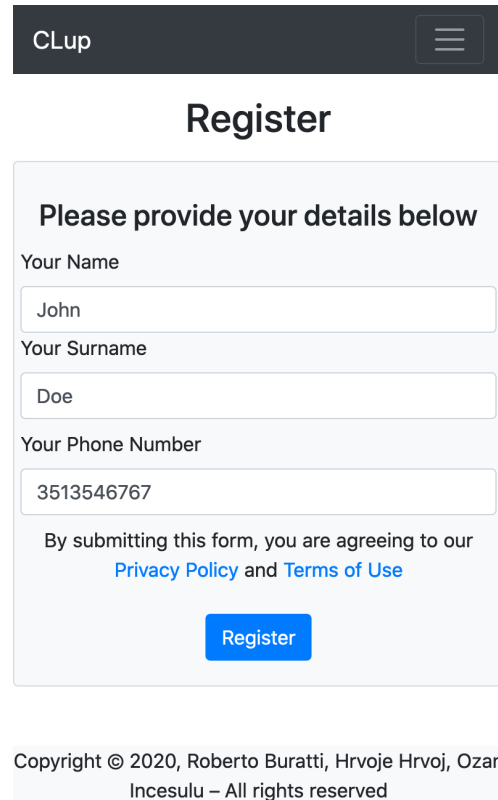 CLup
Register
Please provide your details below
Your Name
John
Your Surname
Doe
Your Phone Number
3513546767
By submitting this form, you are agreeing to our
Privacy Policy and Terms of Use
Register
Copyright © 2020, Roberto Buratti, Hrvoje Hrvoj, Ozan
Incesulu – All rights reserved